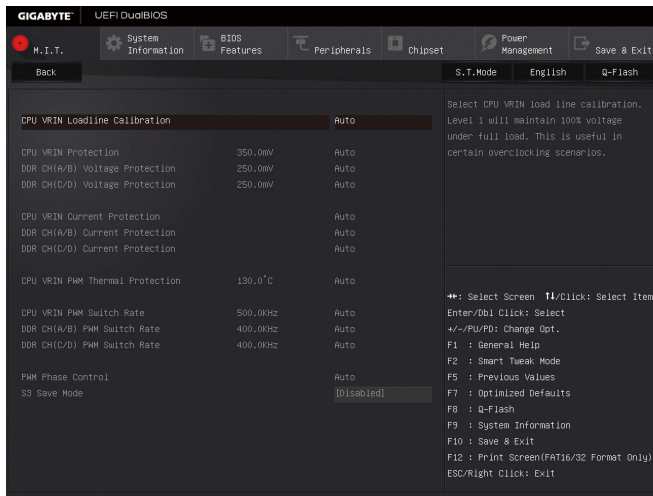 GIGABYTE™ UEFI DualBIOS
M.I.T.
System Information
BIOS Features
Peripherals
Chipset
Power Management
Save & Exit
Back
S.T.Mode English Q-Flash
CPU VRIN Loadline Calibration Auto
CPU VRIN Protection 350.0mV Auto
DDR CH(A/B) Voltage Protection 250.0mV Auto
DDR CH(C/D) Voltage Protection 250.0mV Auto
CPU VRIN Current Protection Auto
DDR CH(A/B) Current Protection Auto
DDR CH(C/D) Current Protection Auto
CPU VRIN PWM Thermal Protection 130.0°C Auto
CPU VRIN PWM Switch Rate 500.0KHz Auto
DDR CH(A/B) PWM Switch Rate 400.0KHz Auto
DDR CH(C/D) PWM Switch Rate 400.0KHz Auto
PWM Phase Control Auto
S3 Save Mode [Disabled]
Select CPU VRIN load line calibration.
Level 1 will maintain 100% voltage
under full load. This is useful in
certain overclocking scenarios.
→←: Select Screen ↑↓/Click: Select Item
Enter/Dbl Click: Select
+/-/PU/PD: Change Opt.
F1 : General Help
F2 : Smart Tweak Mode
F5 : Previous Values
F7 : Optimized Defaults
F8 : Q-Flash
F9 : System Information
F10 : Save & Exit
F12 : Print Screen(FAT16/32 Format Only)
ESC/Right Click: Exit